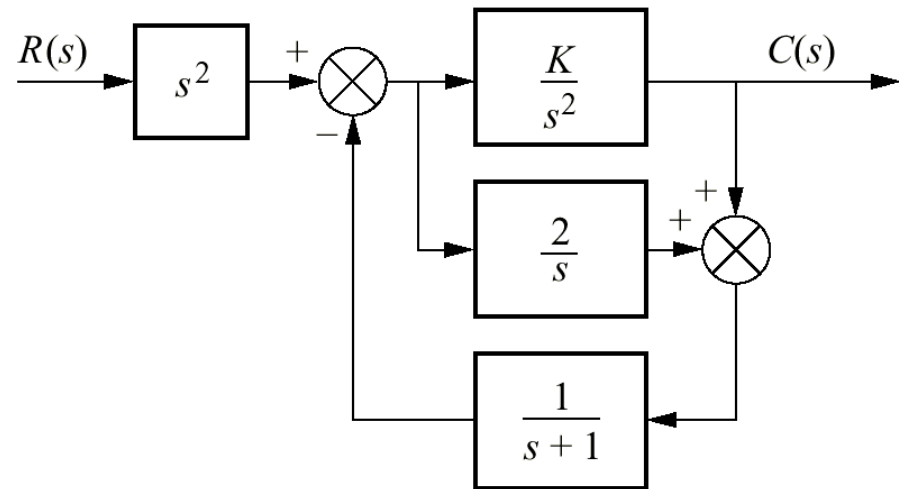 R(s)
s²
+
−
K
s²
C(s)
2
s
+
+
1
s + 1